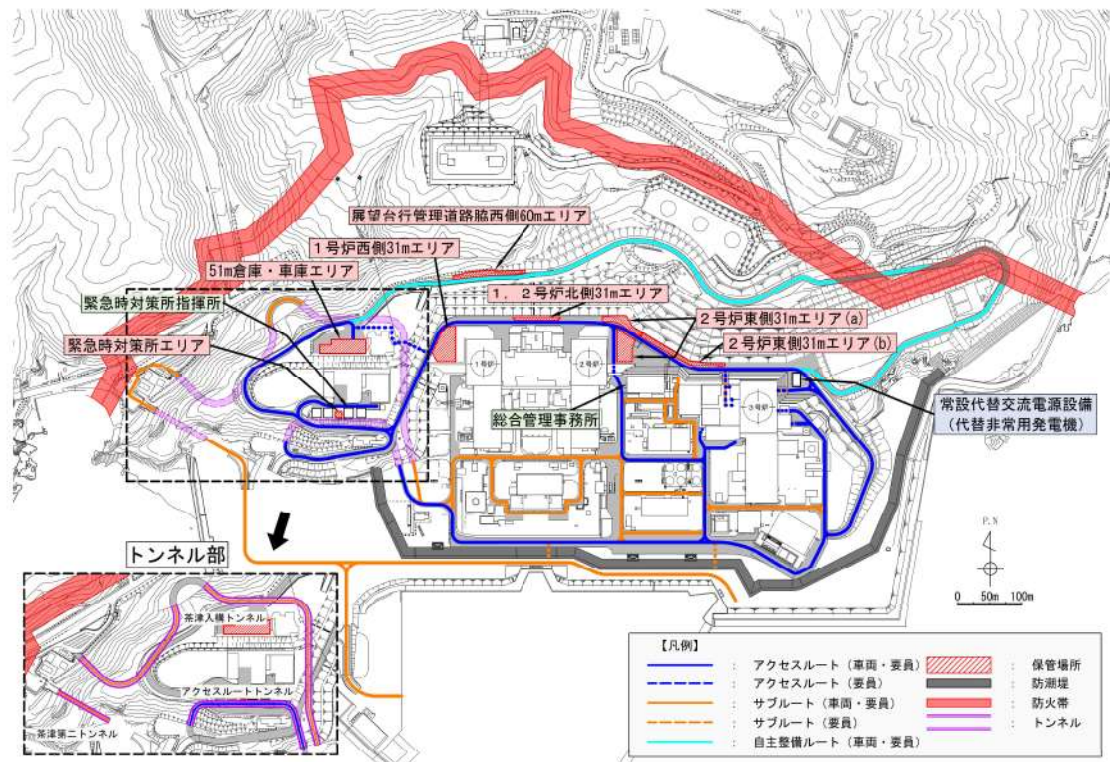 展望台行管理道路脇西側60mエリア
1号炉西側31mエリア
51m倉庫・車庫エリア
1,2号炉北側31mエリア
緊急時対策所指揮所
2号炉東側31mエリア(a)
緊急時対策所エリア
2号炉東側31mエリア(b)
1号炉
2号炉
3号炉
総合管理事務所
常設代替交流電源設備
(代替非常用発電機)
トンネル部
茶津入構トンネル
アクセスルートトンネル
茶津第二トンネル
P.N
0 50m 100m
【凡例】
: アクセスルート(車両・要員)
: アクセスルート(要員)
: サブルート(車両・要員)
: サブルート(要員)
: 自主整備ルート(車両・要員)
: 保管場所
: 防潮堤
: 防火帯
: トンネル